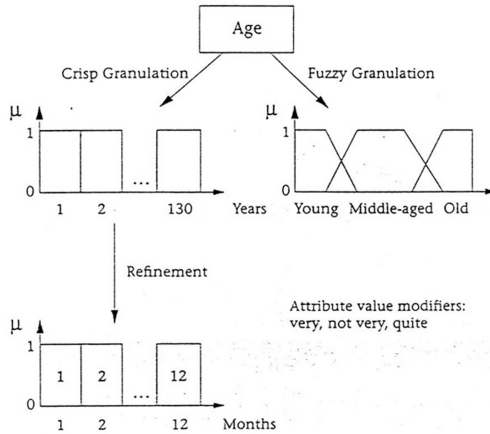 Age
Crisp Granulation
Fuzzy Granulation
μ
1
0
1 2 ... 130 Years
μ
1
0
Young Middle-aged Old
Refinement
Attribute value modifiers:
very, not very, quite
μ
1
0
1 2 ... 12
1 2 12 Months